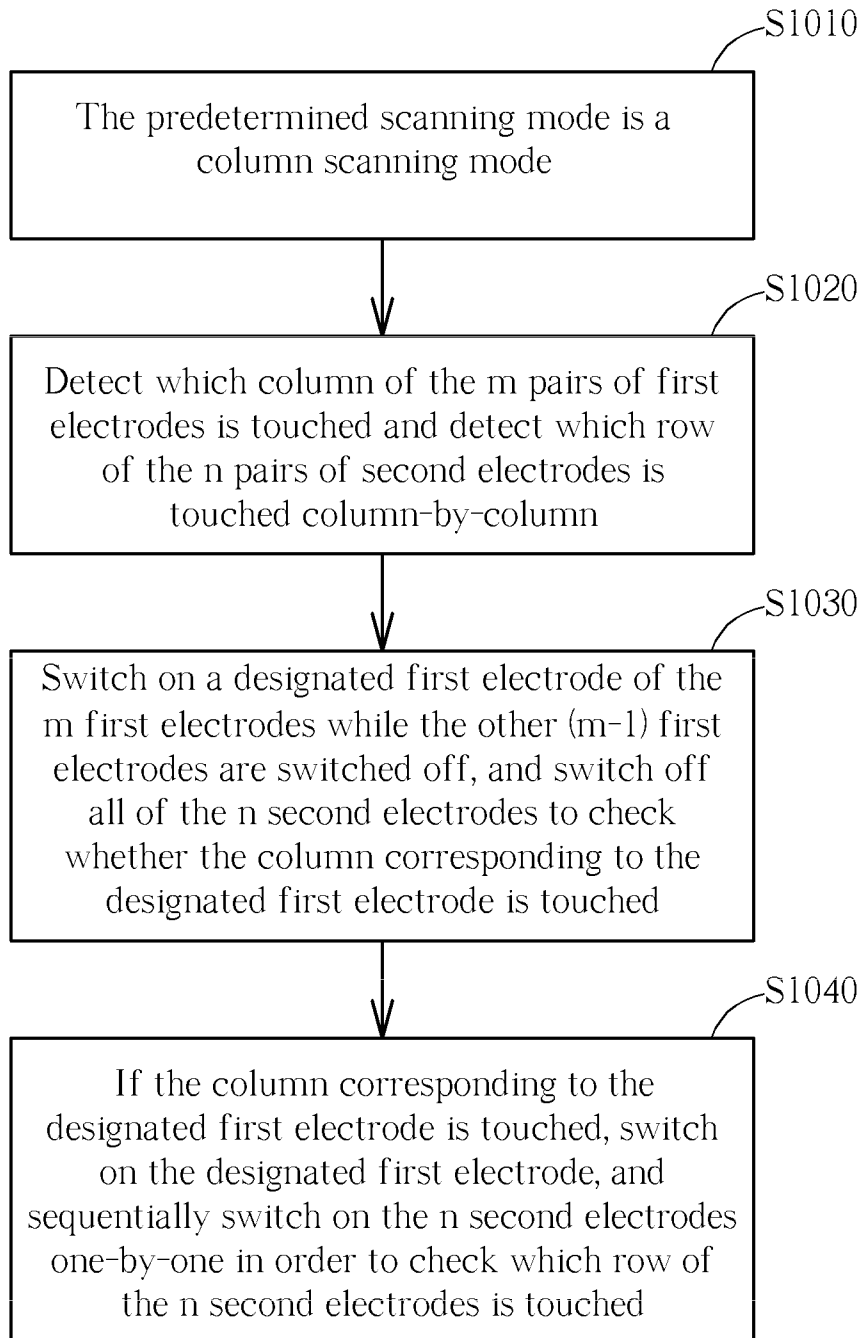 S1010
The predetermined scanning mode is a
column scanning mode
S1020
Detect which column of the m pairs of first
electrodes is touched and detect which row
of the n pairs of second electrodes is
touched column-by-column
S1030
Switch on a designated first electrode of the
m first electrodes while the other (m-1) first
electrodes are switched off, and switch off
all of the n second electrodes to check
whether the column corresponding to the
designated first electrode is touched
S1040
If the column corresponding to the
designated first electrode is touched, switch
on the designated first electrode, and
sequentially switch on the n second electrodes
one-by-one in order to check which row of
the n second electrodes is touched